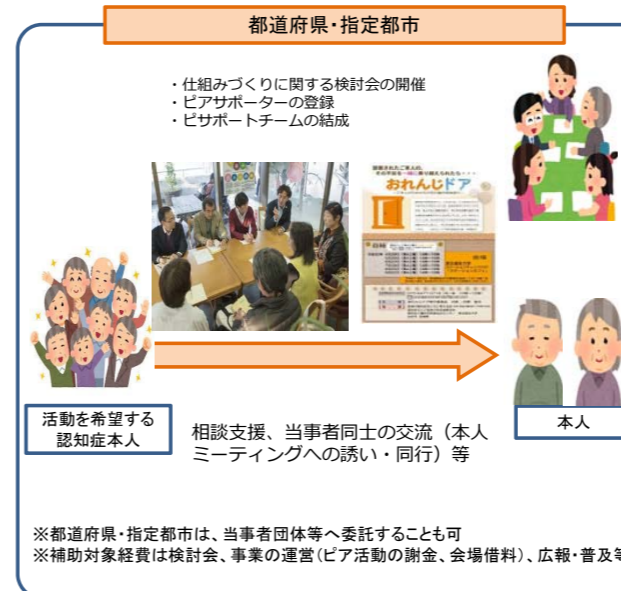 都道府県・指定都市
・仕組みづくりに関する検討会の開催
・ピアサポーターの登録
・ピサポートチームの結成
おれんじドア
活動を希望する
認知症本人
相談支援、当事者同士の交流（本人
ミーティングへの誘い・同行）等
本人
※都道府県・指定都市は、当事者団体等へ委託することも可
※補助対象経費は検討会、事業の運営（ピア活動の謝金、会場借料）、広報・普及等